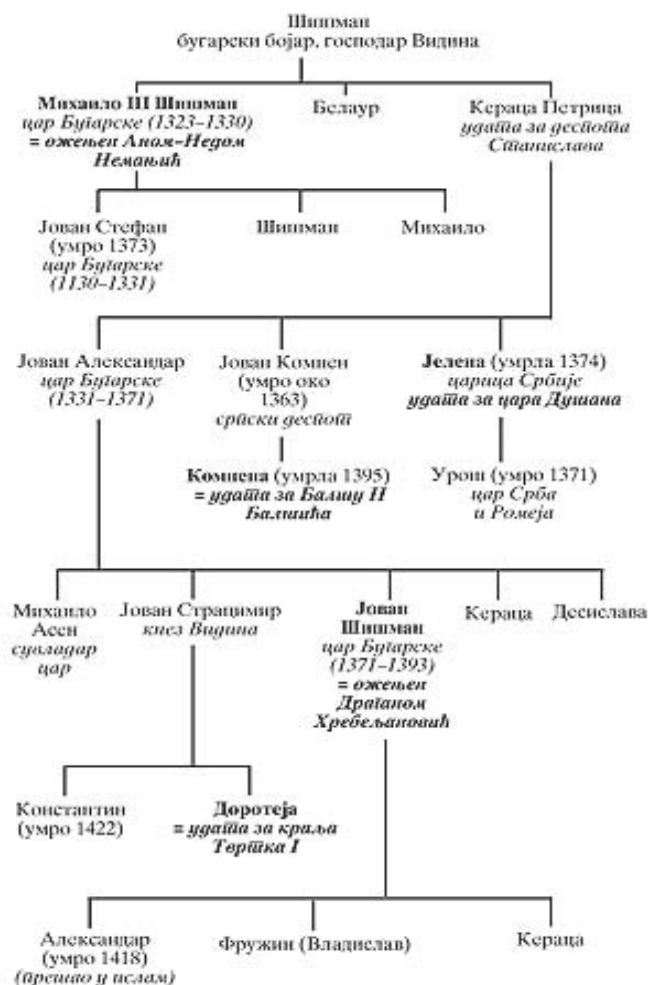 Шишман
бугарски бојар, господар Видина
Михаило III Шишман
цар Бугарске (1323–1330)
= ожењен Аном-Недом
Немањић
Белаур
Кераца Петрица
удата за деспота
Станислава
Јован Стефан
(умро 1373)
цар Бугарске
(1130–1331)
Шишман
Михаило
Јован Александар
цар Бугарске
(1331–1371)
Јован Комнен
(умро око
1363)
српски деспот
Јелена (умрла 1374)
царица Србије
удата за цара Душана
Комнена (умрла 1395)
= удата за Балшу II
Балшића
Урош (умро 1371)
цар Срба
и Ромеја
Михаило
Асен
сувладар
цар
Јован Страцимир
кнез Видина
Јован
Шишман
цар Бугарске
(1371–1393)
= ожењен
Драганом
Хребељановић
Кераца
Десислава
Константин
(умро 1422)
Доротеја
= удата за краља
Твртка I
Александар
(умро 1418)
(прешао у ислам)
Фружин (Владислав)
Кераца